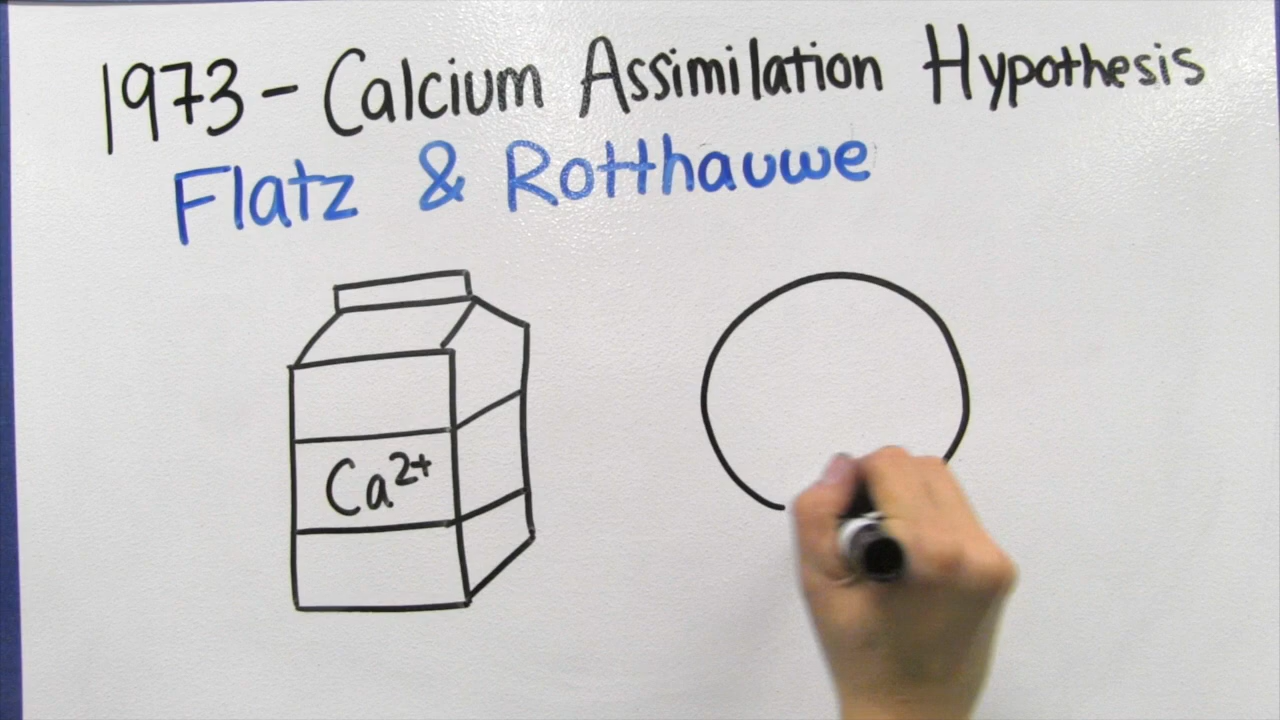 1973 - Calcium Assimilation Hypothesis
Flatz & Rotthauwe
Ca²⁺